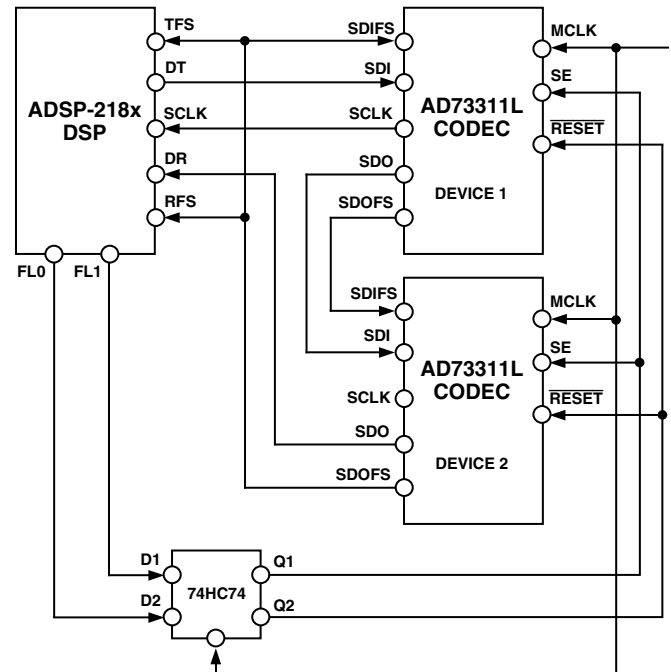 TFS
DT
SCLK
DR
RFS
ADSP-218x
DSP
FL0
FL1
SDIFS
SDI
SCLK
SDO
SDOFS
AD73311L
CODEC
DEVICE 1
MCLK
SE
RESET
SDIFS
SDI
SCLK
SDO
SDOFS
AD73311L
CODEC
DEVICE 2
MCLK
SE
RESET
D1
D2
74HC74
Q1
Q2